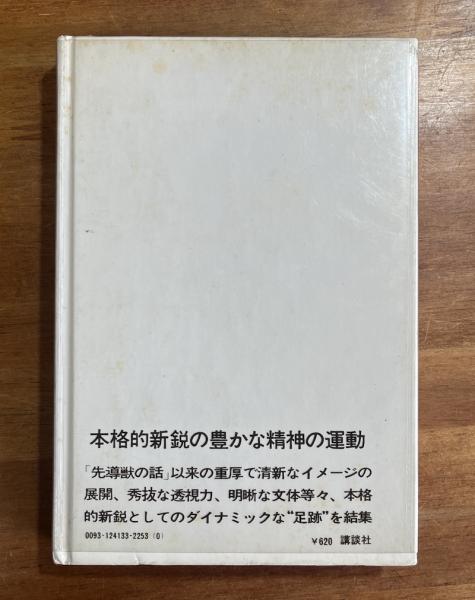 本格的新鋭の豊かな精神の運動
「先導獣の話」以来の重厚で清新なイメージの
展開、秀抜な透視力、明晰な文体等々、本格
的新鋭としてのダイナミックな“足跡”を結集
0093-124133-2253 (0)
¥620 講談社